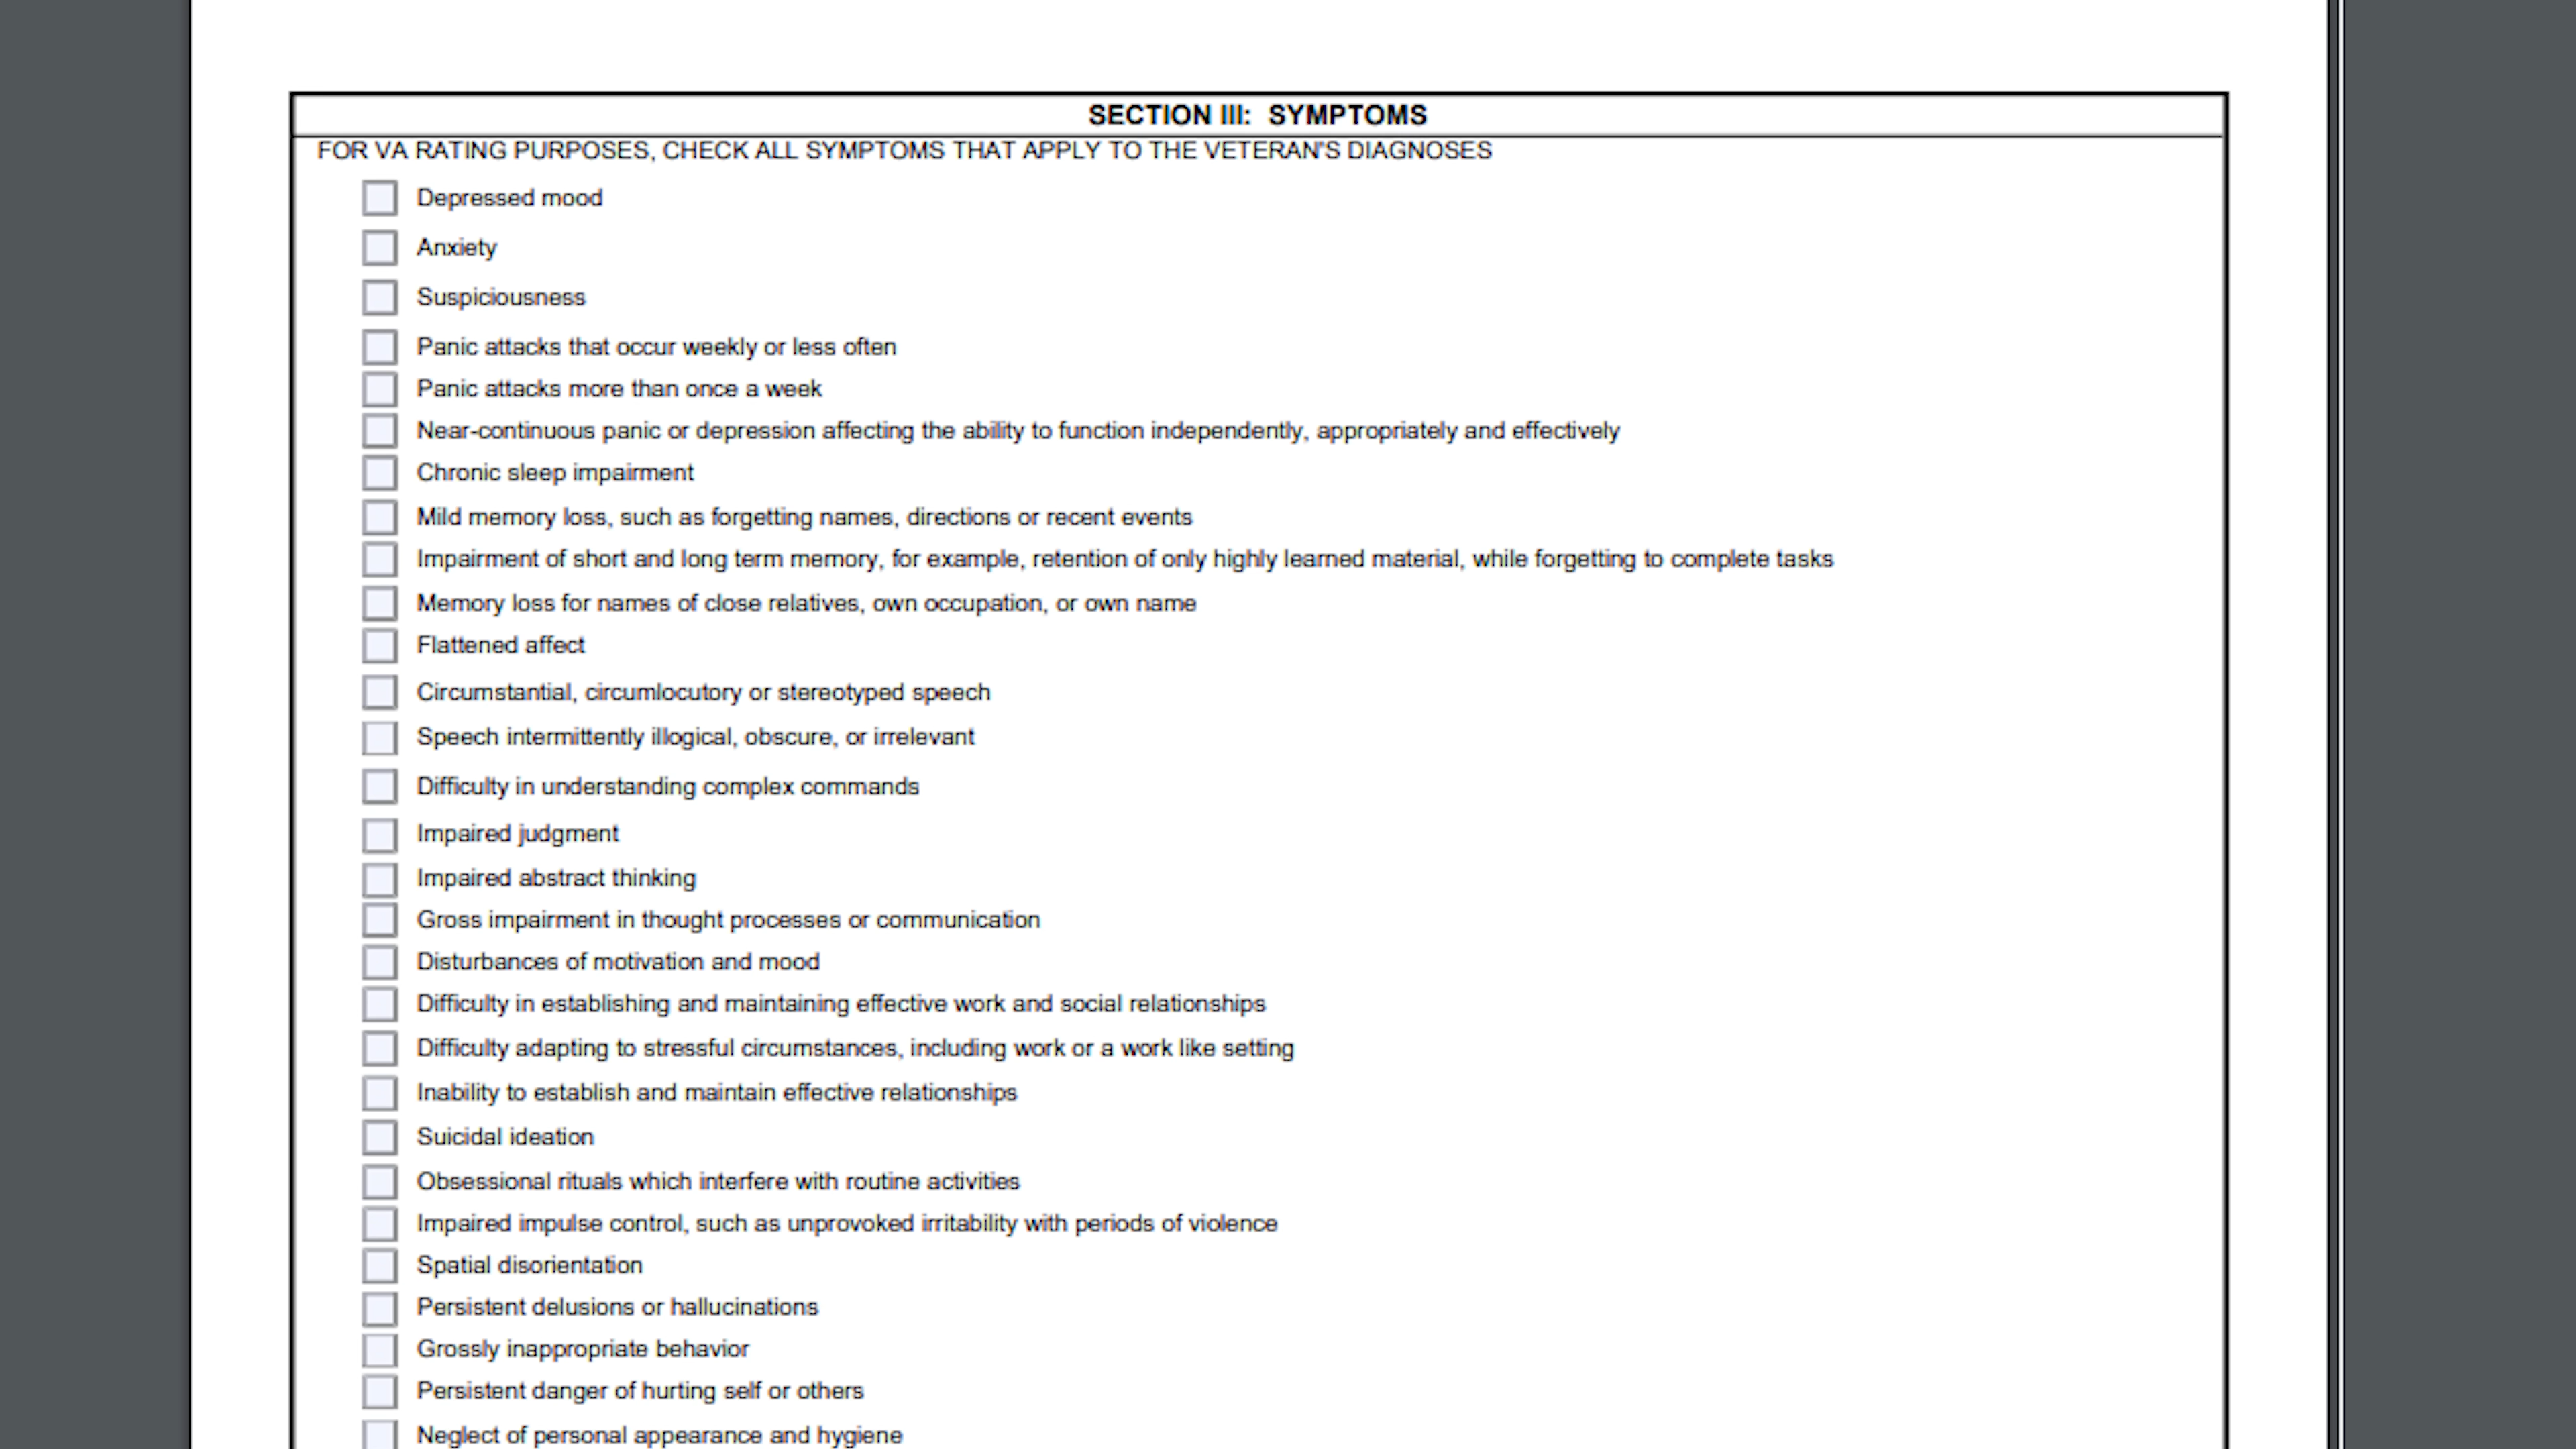 SECTION III:  SYMPTOMS
FOR VA RATING PURPOSES, CHECK ALL SYMPTOMS THAT APPLY TO THE VETERAN'S DIAGNOSES
Depressed mood
Anxiety
Suspiciousness
Panic attacks that occur weekly or less often
Panic attacks more than once a week
Near-continuous panic or depression affecting the ability to function independently, appropriately and effectively
Chronic sleep impairment
Mild memory loss, such as forgetting names, directions or recent events
Impairment of short and long term memory, for example, retention of only highly learned material, while forgetting to complete tasks
Memory loss for names of close relatives, own occupation, or own name
Flattened affect
Circumstantial, circumlocutory or stereotyped speech
Speech intermittently illogical, obscure, or irrelevant
Difficulty in understanding complex commands
Impaired judgment
Impaired abstract thinking
Gross impairment in thought processes or communication
Disturbances of motivation and mood
Difficulty in establishing and maintaining effective work and social relationships
Difficulty adapting to stressful circumstances, including work or a work like setting
Inability to establish and maintain effective relationships
Suicidal ideation
Obsessional rituals which interfere with routine activities
Impaired impulse control, such as unprovoked irritability with periods of violence
Spatial disorientation
Persistent delusions or hallucinations
Grossly inappropriate behavior
Persistent danger of hurting self or others
Neglect of personal appearance and hygiene